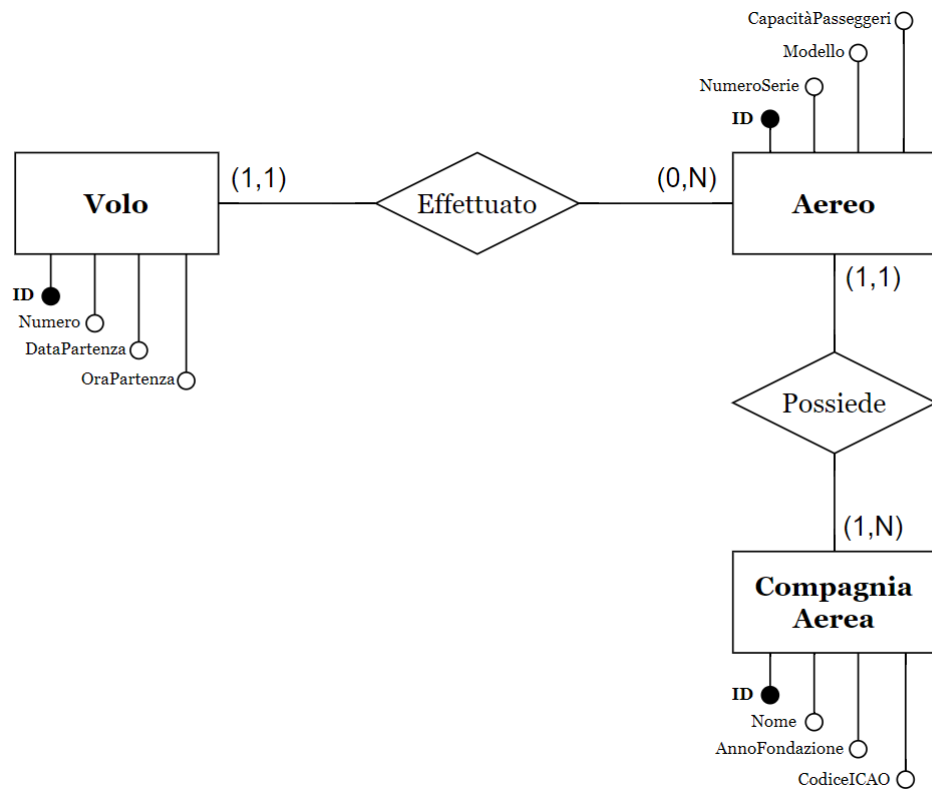 CapacitàPasseggeri
Modello
NumeroSerie
ID
Volo
(1,1)
Effettuato
(0,N)
Aereo
ID
Numero
DataPartenza
OraPartenza
(1,1)
Possiede
(1,N)
Compagnia
Aerea
ID
Nome
AnnoFondazione
CodiceICAO